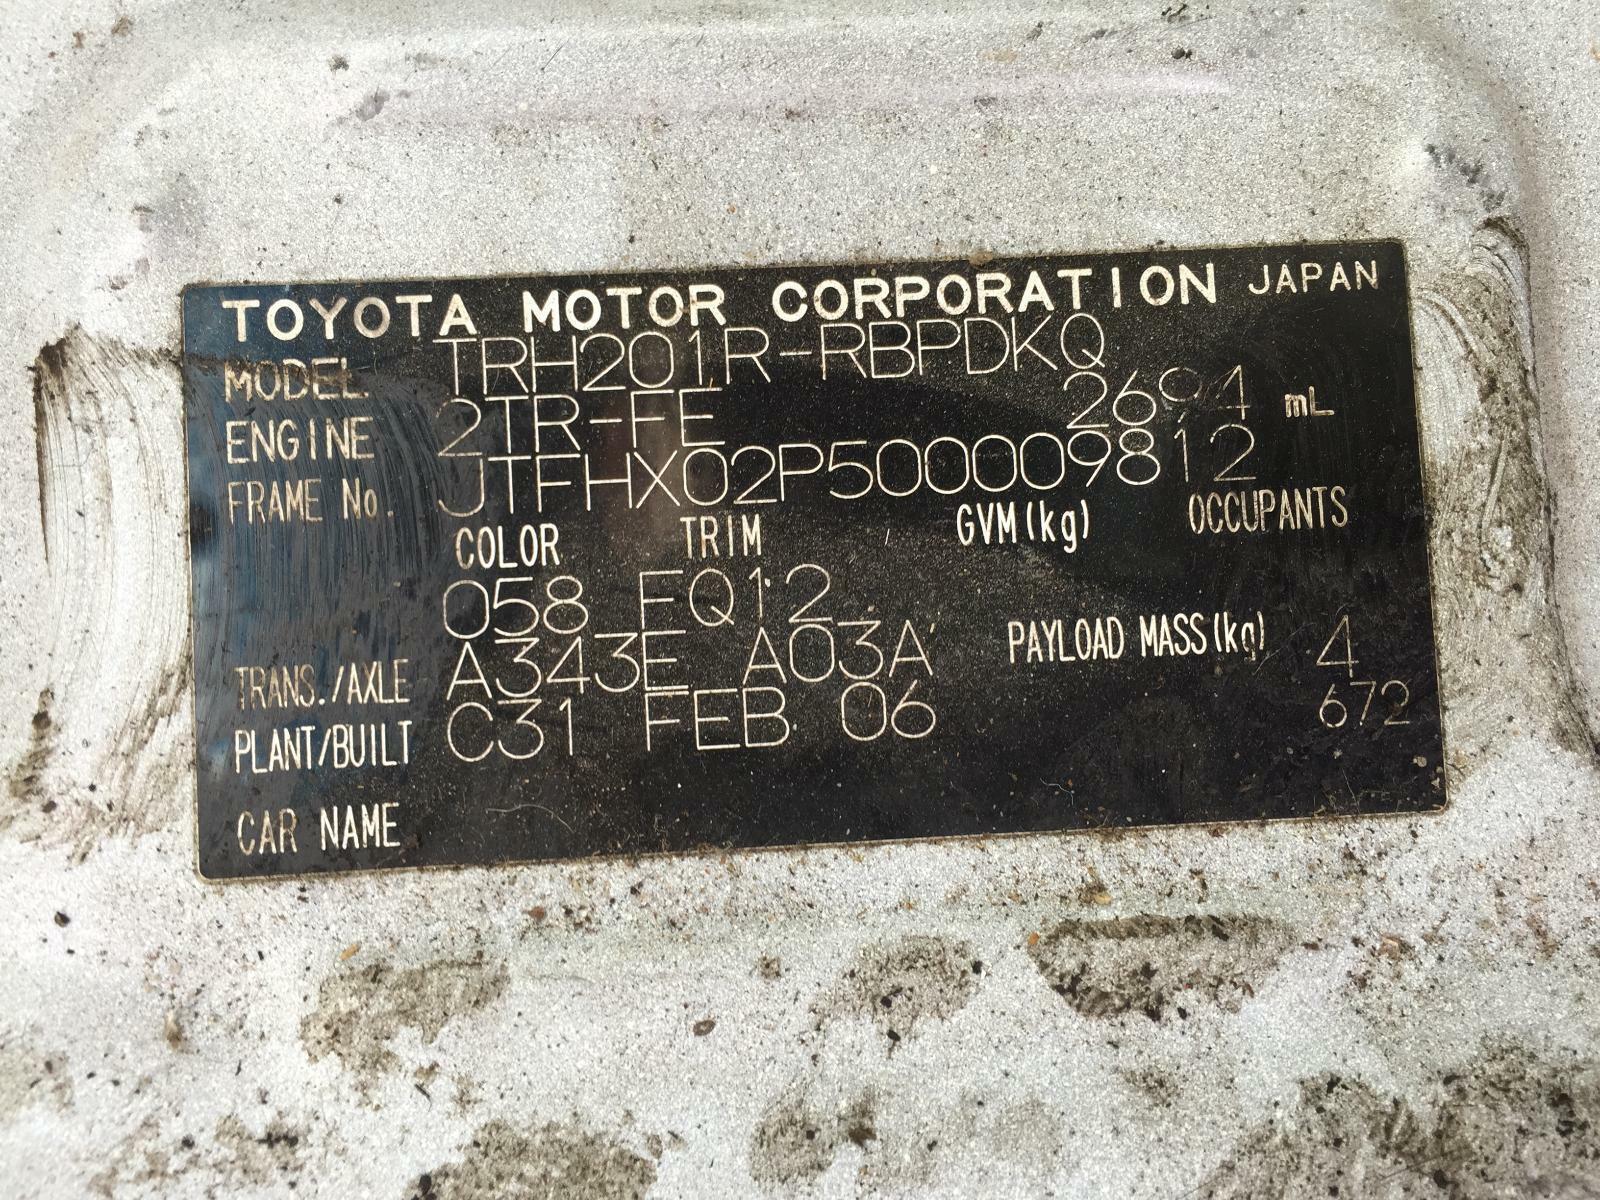 TOYOTA MOTOR CORPORATION JAPAN
MODEL TRH201R-RBPDKQ
ENGINE 2TR-FE 2694 mL
FRAME No. JTFHX02P500009812
COLOR TRIM GVM(kg) OCCUPANTS
058 FQ12
TRANS./AXLE A343E A03A PAYLOAD MASS(kg) 4
PLANT/BUILT C31 FEB 06 672
CAR NAME